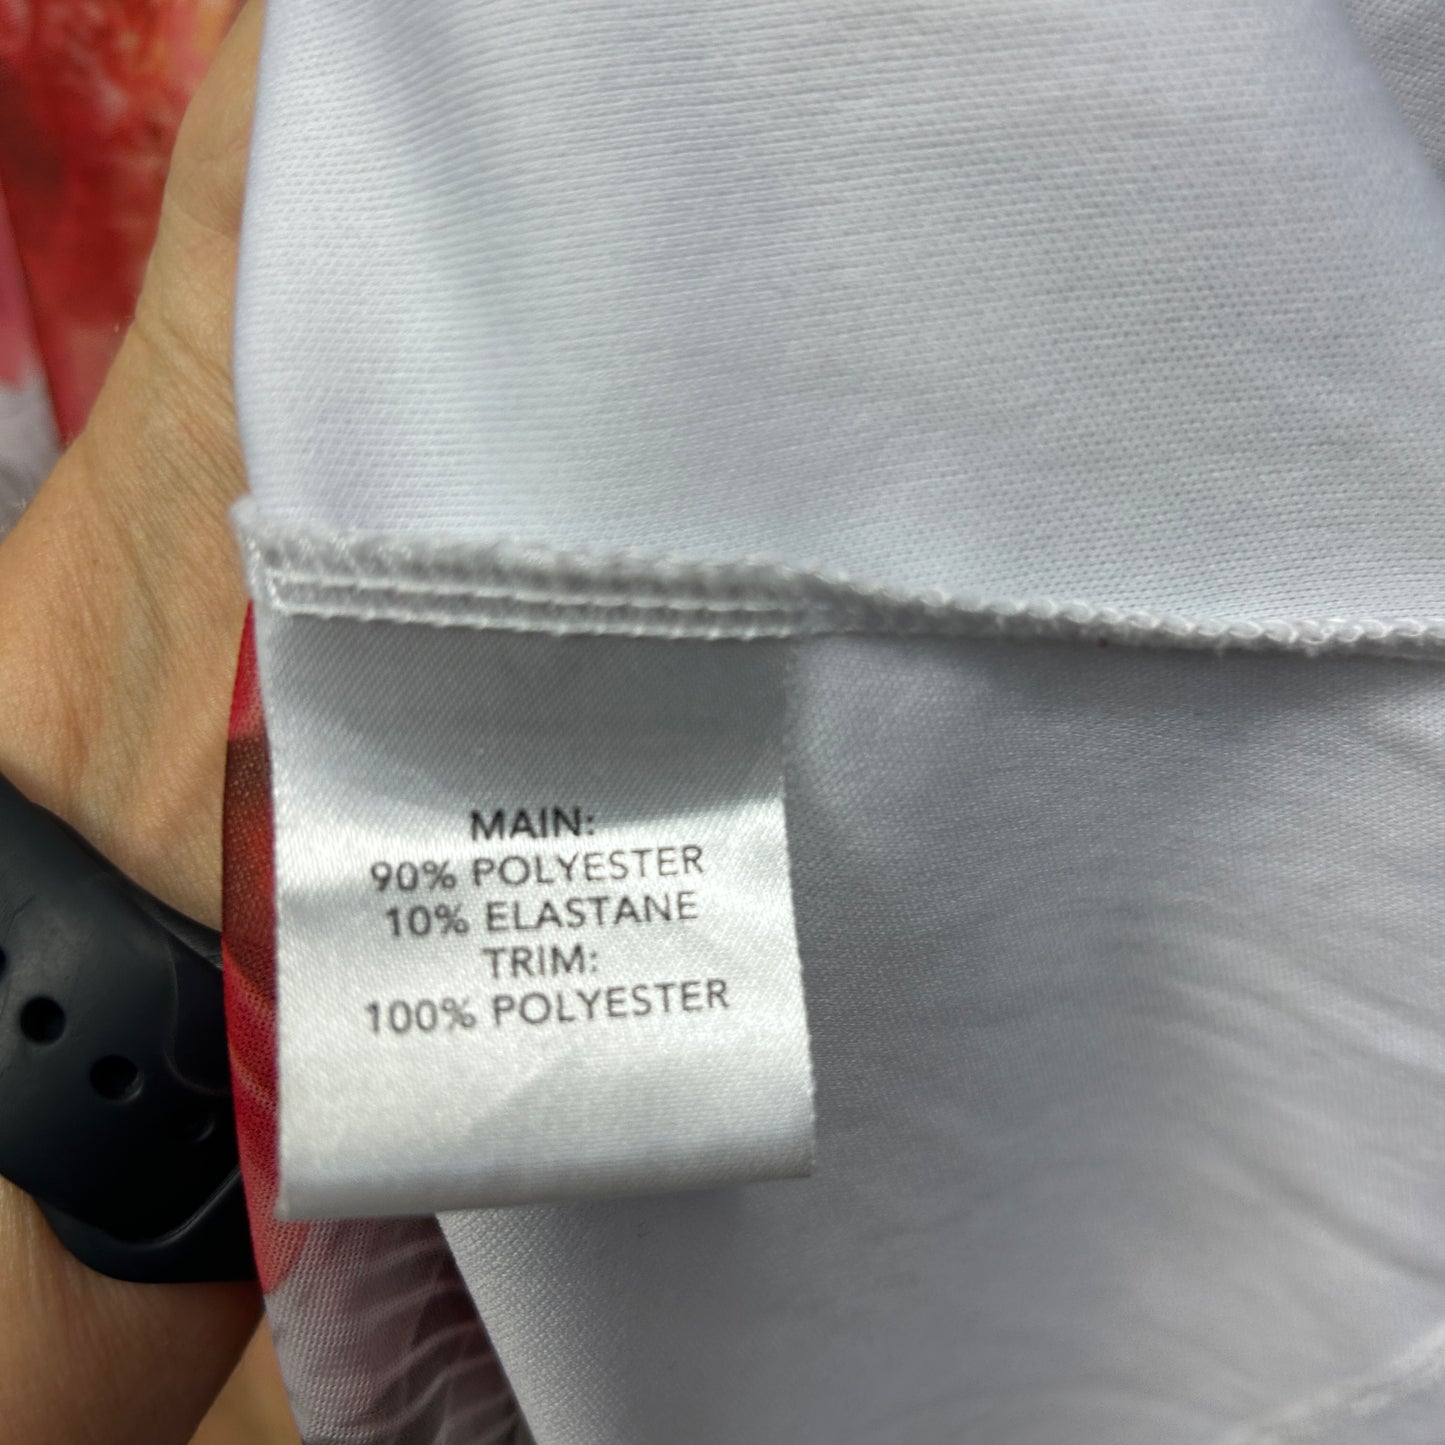 MAIN:
90% POLYESTER
10% ELASTANE
TRIM:
100% POLYESTER